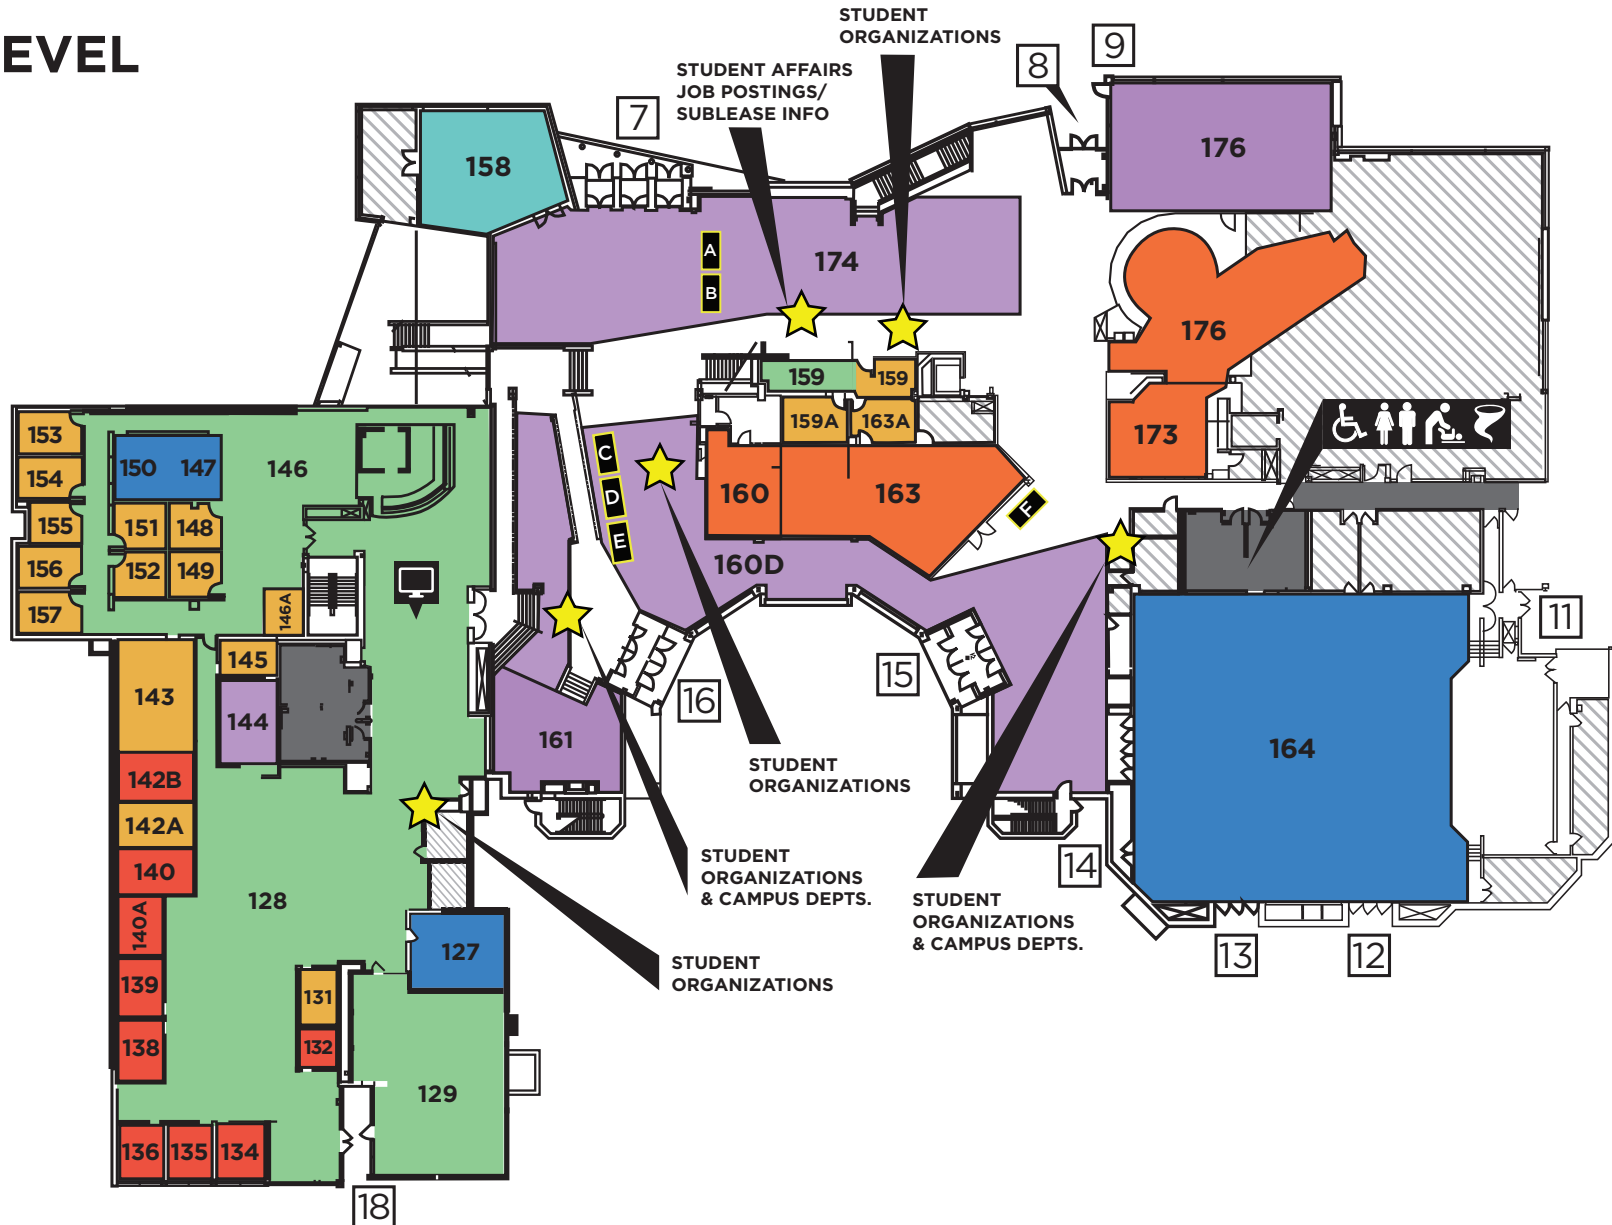 EVEL
STUDENT
ORGANIZATIONS
STUDENT AFFAIRS
JOB POSTINGS/
SUBLEASE INFO
7
8
9
158
176
A
B
174
176
159
159
159A
163A
173
153
154
155
156
157
150
147
146
151
148
152
149
146A
C
D
E
160
163
F
160D
11
145
143
144
161
16
15
164
142B
142A
140
140A
139
138
128
STUDENT
ORGANIZATIONS
STUDENT
ORGANIZATIONS
& CAMPUS DEPTS.
STUDENT
ORGANIZATIONS
& CAMPUS DEPTS.
14
STUDENT
ORGANIZATIONS
13
12
127
131
132
129
136
135
134
18